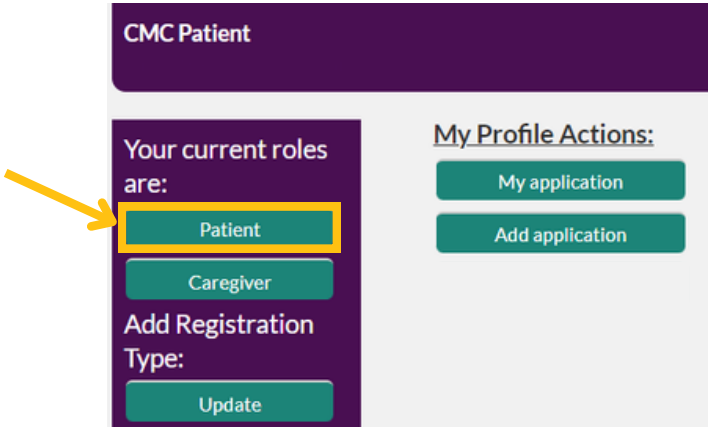 CMC Patient
Your current roles
are:
Patient
Caregiver
Add Registration
Type:
Update
My Profile Actions:
My application
Add application